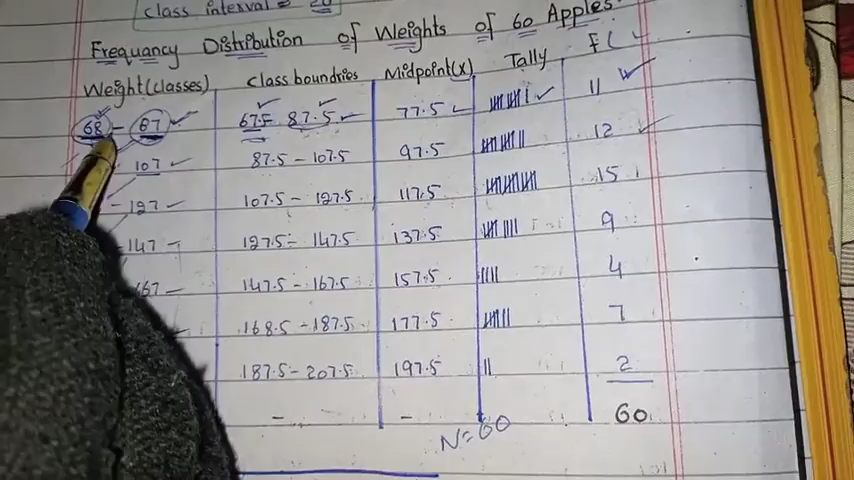 class interval = 20
Frequancy Distribution of Weights of 60 Apples.
Weight(classes) Class boundries Midpoint(x) Tally F
68 - 87 67.5 - 87.5 77.5 11
107 87.5 - 107.5 97.5 12
- 127 107.5 - 127.5 117.5 15
- 147 127.5 - 147.5 137.5 9
167 147.5 - 167.5 157.5 4
168.5 - 187.5 177.5 7
187.5 - 207.5 197.5 2
- - 60
N=60